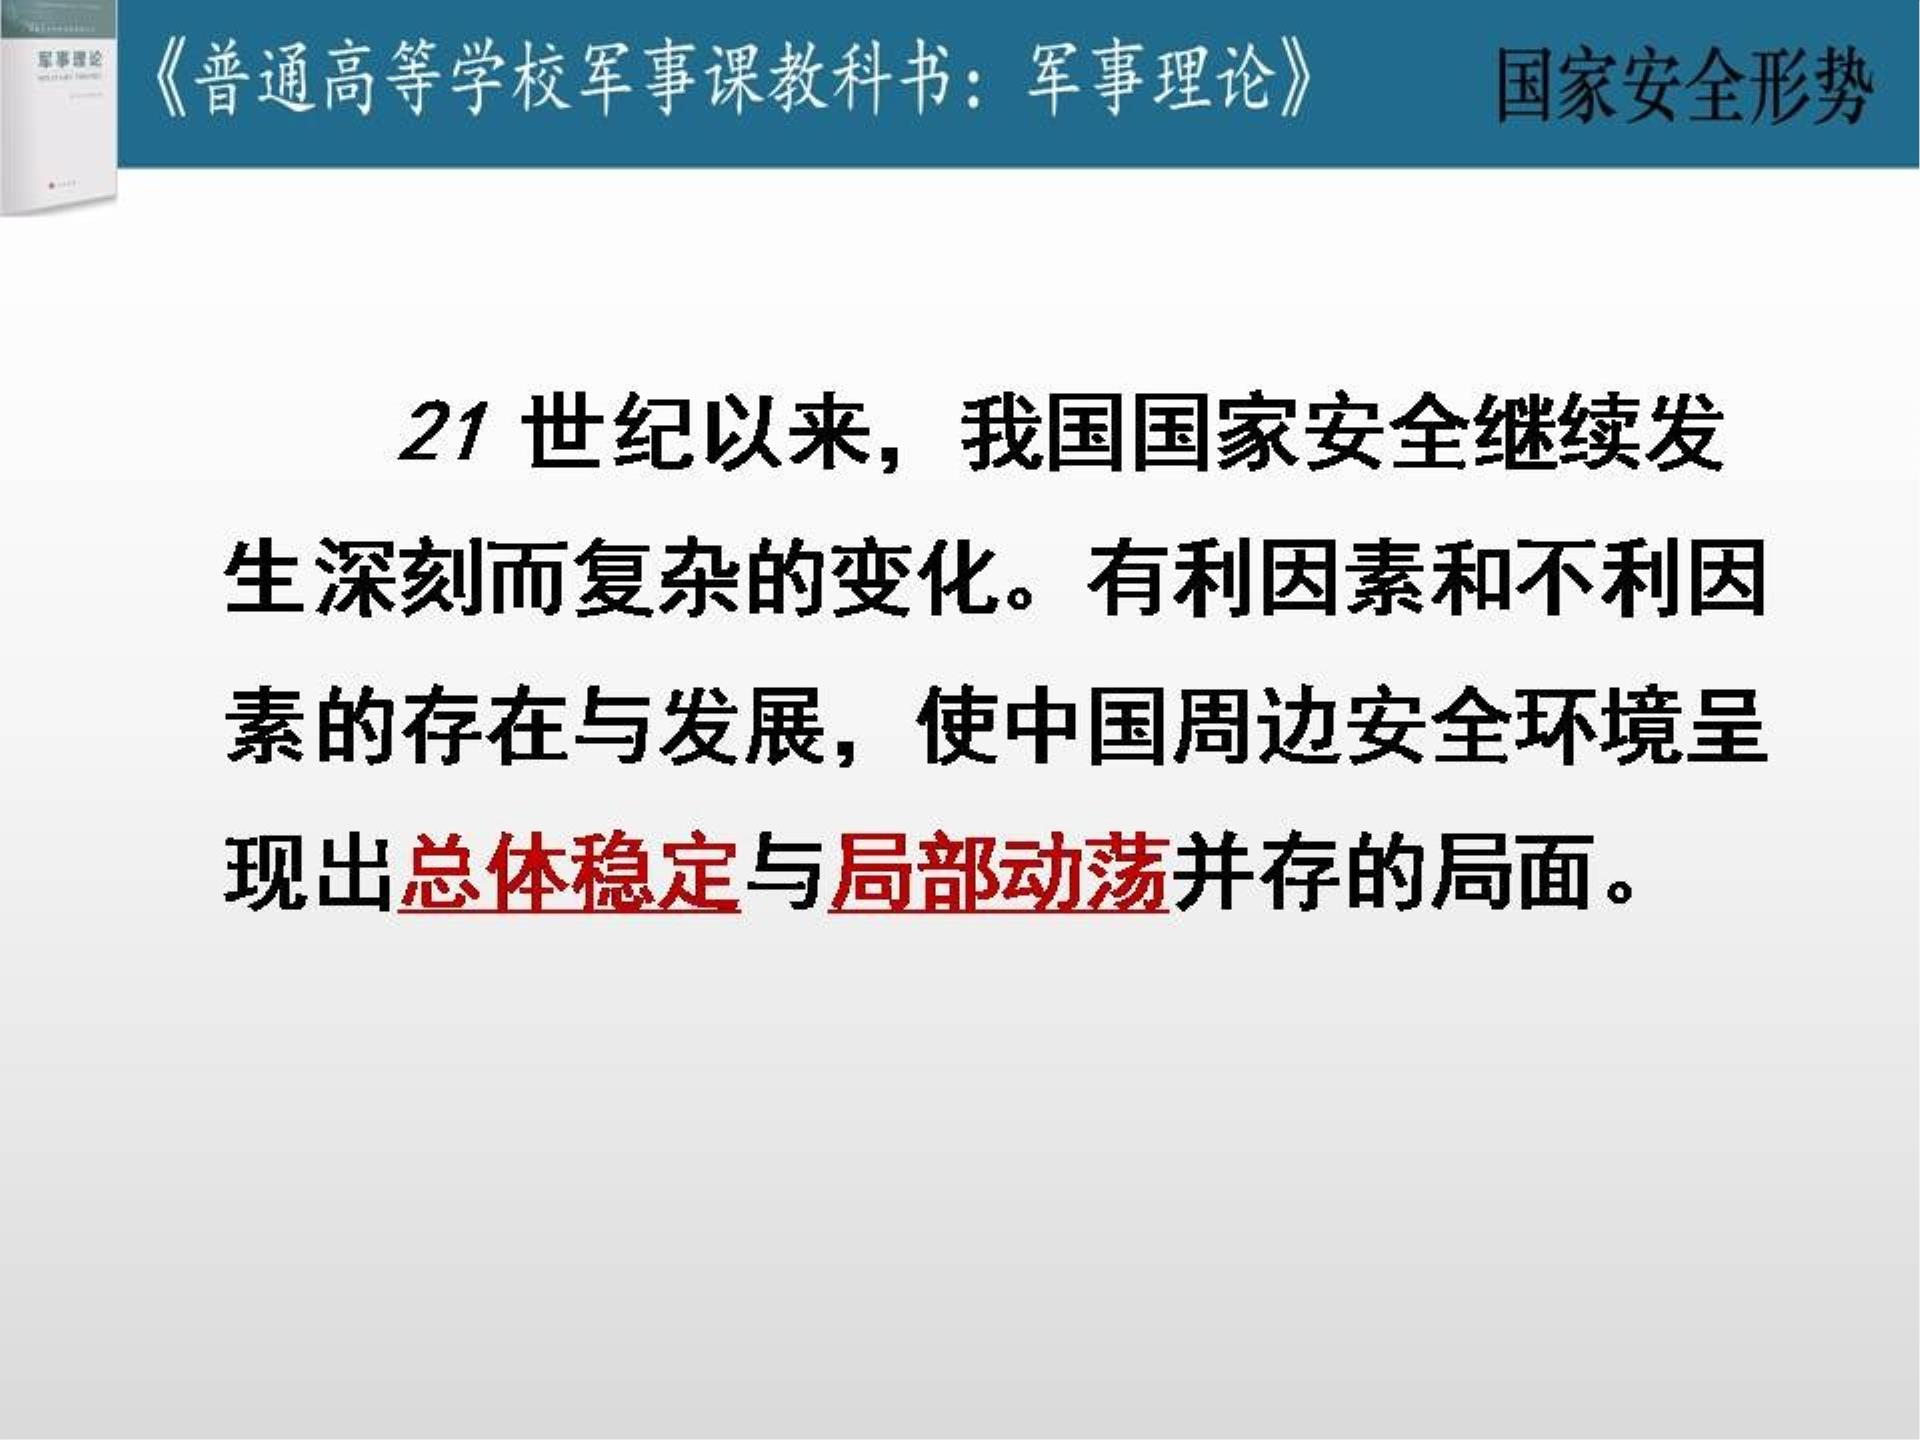 军事理论
《普通高等学校军事课教科书：军事理论》
国家安全形势
21 世纪以来，我国国家安全继续发
生深刻而复杂的变化。有利因素和不利因
素的存在与发展，使中国周边安全环境呈
现出总体稳定与局部动荡并存的局面。